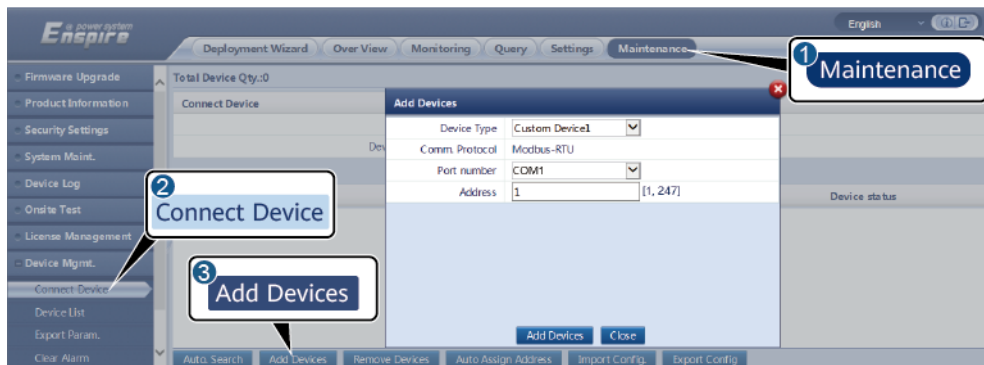 e power system
Enspire
English
Deployment Wizard
Over View
Monitoring
Query
Settings
Maintenance
1
Maintenance
Firmware Upgrade
Product Information
Security Settings
System Maint.
Device Log
Onsite Test
License Management
Device Mgmt.
Connect Device
Device List
Export Param.
Clear Alarm
Total Device Qty.:0
Connect Device
Dev
Device status
Add Devices
Device Type
Custom Device1
Comm. Protocol
Modbus-RTU
Port number
COM1
Address
1
[1, 247]
Add Devices
Close
2
Connect Device
3
Add Devices
Auto. Search
Add Devices
Remove Devices
Auto Assign Address
Import Config.
Export Config